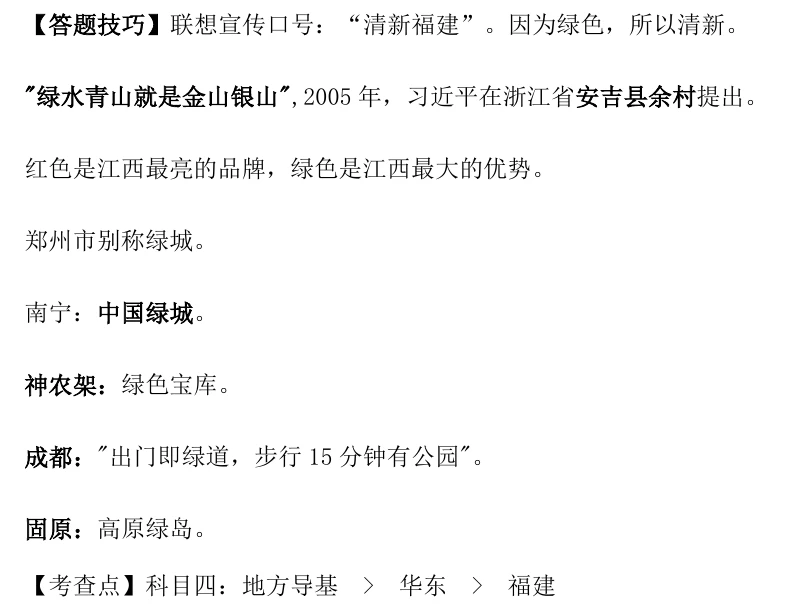 【答题技巧】联想宣传口号：“清新福建”。因为绿色，所以清新。
"绿水青山就是金山银山",2005 年，习近平在浙江省安吉县余村提出。
红色是江西最亮的品牌，绿色是江西最大的优势。
郑州市别称绿城。
南宁：中国绿城。
神农架：绿色宝库。
成都："出门即绿道，步行 15 分钟有公园"。
固原：高原绿岛。
【考查点】科目四：地方导基 > 华东 > 福建